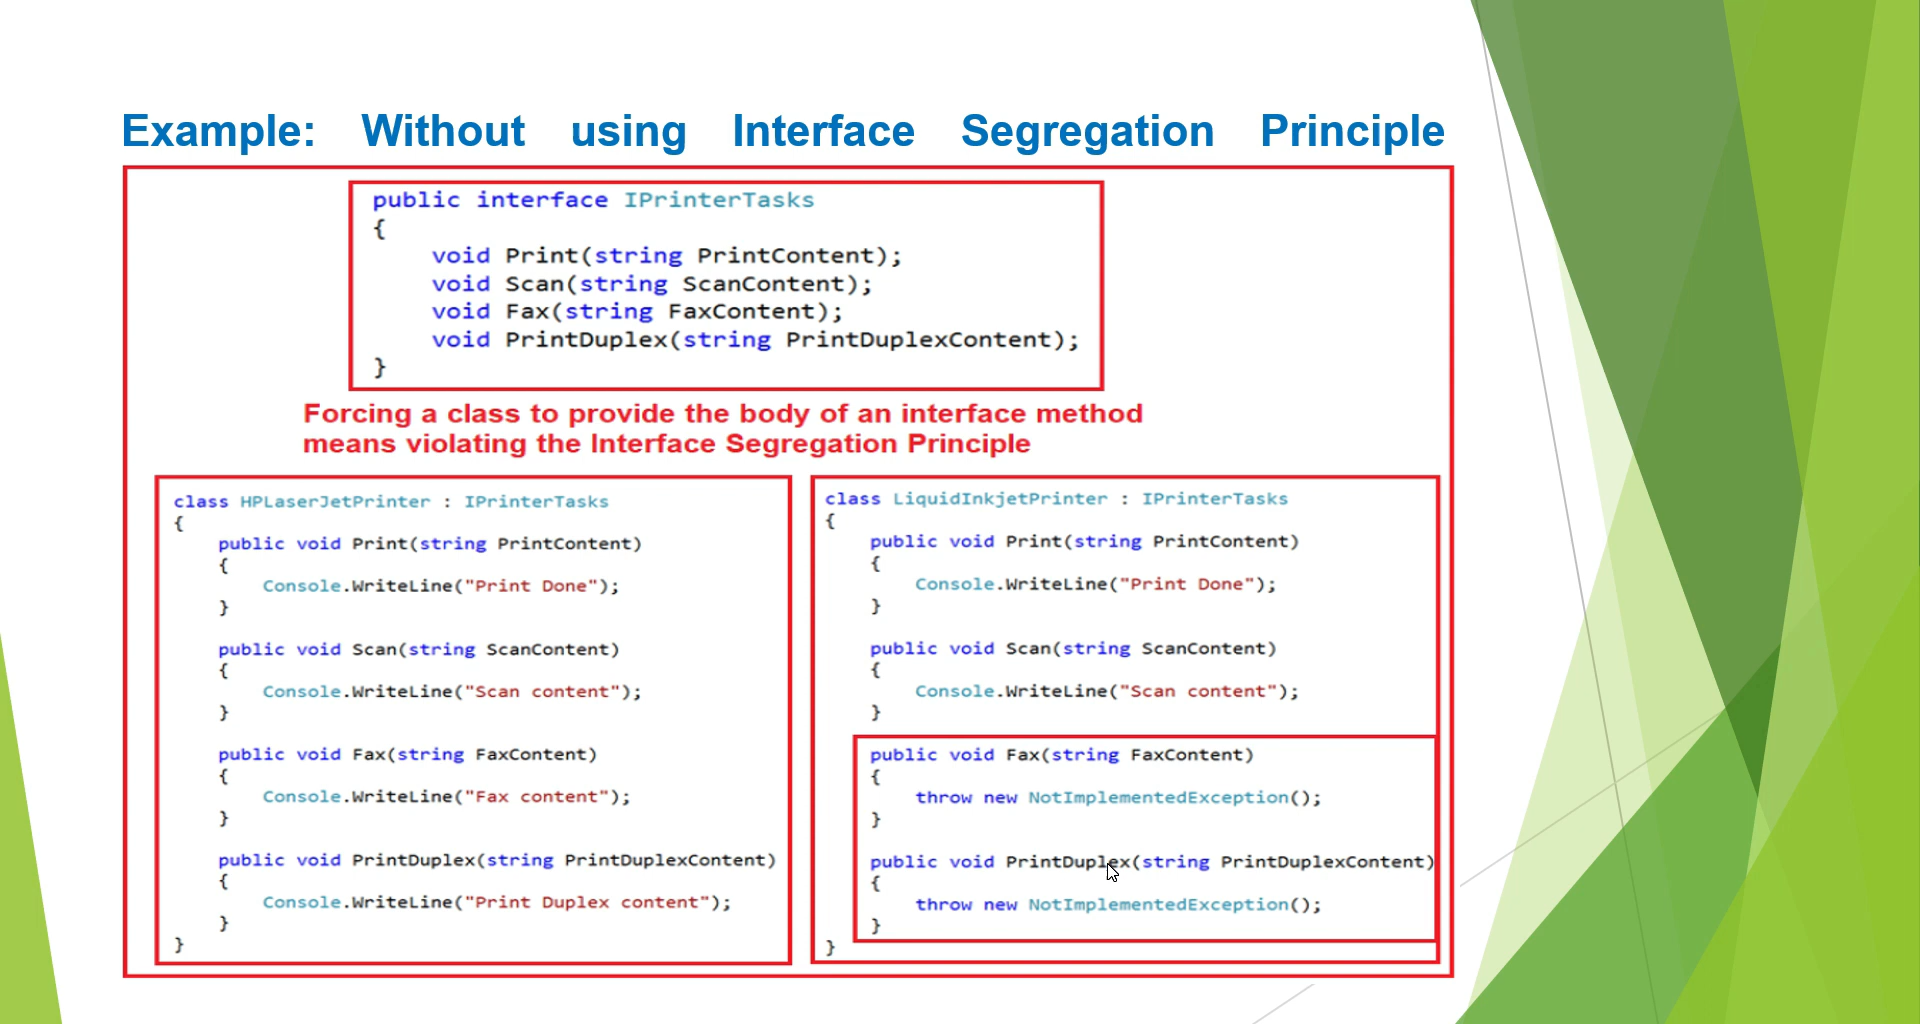 Example: Without using Interface Segregation Principle
public interface IPrinterTasks
{
void Print(string PrintContent);
void Scan(string ScanContent);
void Fax(string FaxContent);
void PrintDuplex(string PrintDuplexContent);
}
Forcing a class to provide the body of an interface method
means violating the Interface Segregation Principle
class HPLaserJetPrinter : IPrinterTasks
{
public void Print(string PrintContent)
{
Console.WriteLine("Print Done");
}
public void Scan(string ScanContent)
{
Console.WriteLine("Scan content");
}
public void Fax(string FaxContent)
{
Console.WriteLine("Fax content");
}
public void PrintDuplex(string PrintDuplexContent)
{
Console.WriteLine("Print Duplex content");
}
}
class LiquidInkjetPrinter : IPrinterTasks
{
public void Print(string PrintContent)
{
Console.WriteLine("Print Done");
}
public void Scan(string ScanContent)
{
Console.WriteLine("Scan content");
}
public void Fax(string FaxContent)
{
throw new NotImplementedException();
}
public void PrintDuplex(string PrintDuplexContent)
{
throw new NotImplementedException();
}
}